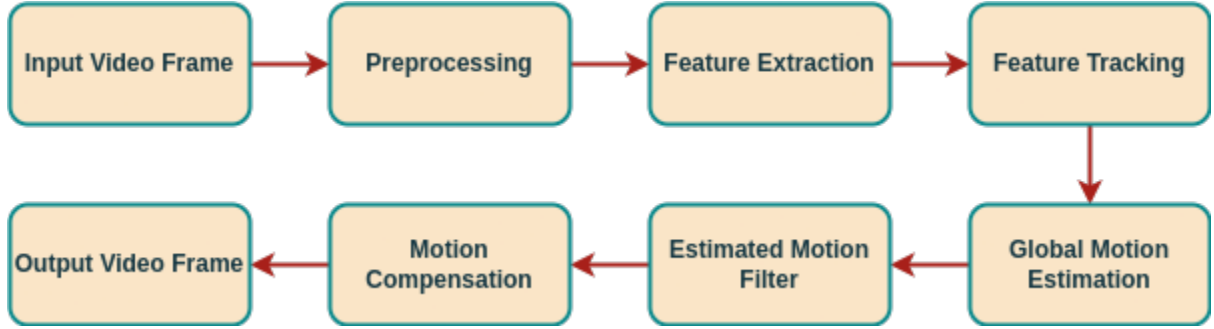 Input Video Frame
Preprocessing
Feature Extraction
Feature Tracking
Global Motion
Estimation
Estimated Motion
Filter
Motion
Compensation
Output Video Frame